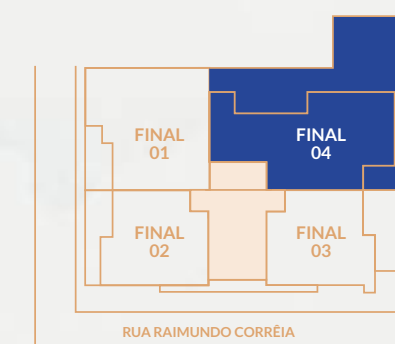 FINAL
01
FINAL
04
FINAL
02
FINAL
03
RUA RAIMUNDO CORRÊIA